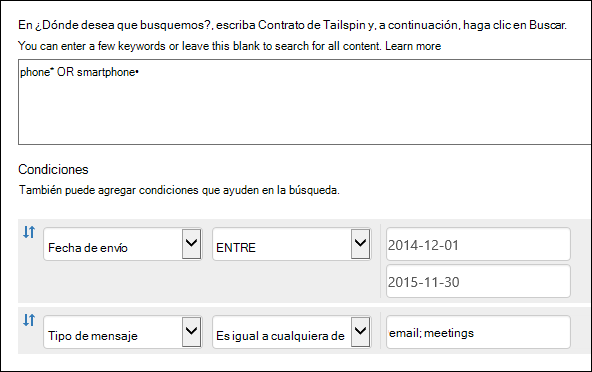 En ¿Dónde desea que busquemos?, escriba Contrato de Tailspin y, a continuación, haga clic en Buscar.
You can enter a few keywords or leave this blank to search for all content. Learn more
phone* OR smartphone•
Condiciones
También puede agregar condiciones que ayuden en la búsqueda.
Fecha de envío ENTRE 2014-12-01
2015-11-30
Tipo de mensaje Es igual a cualquiera de email; meetings